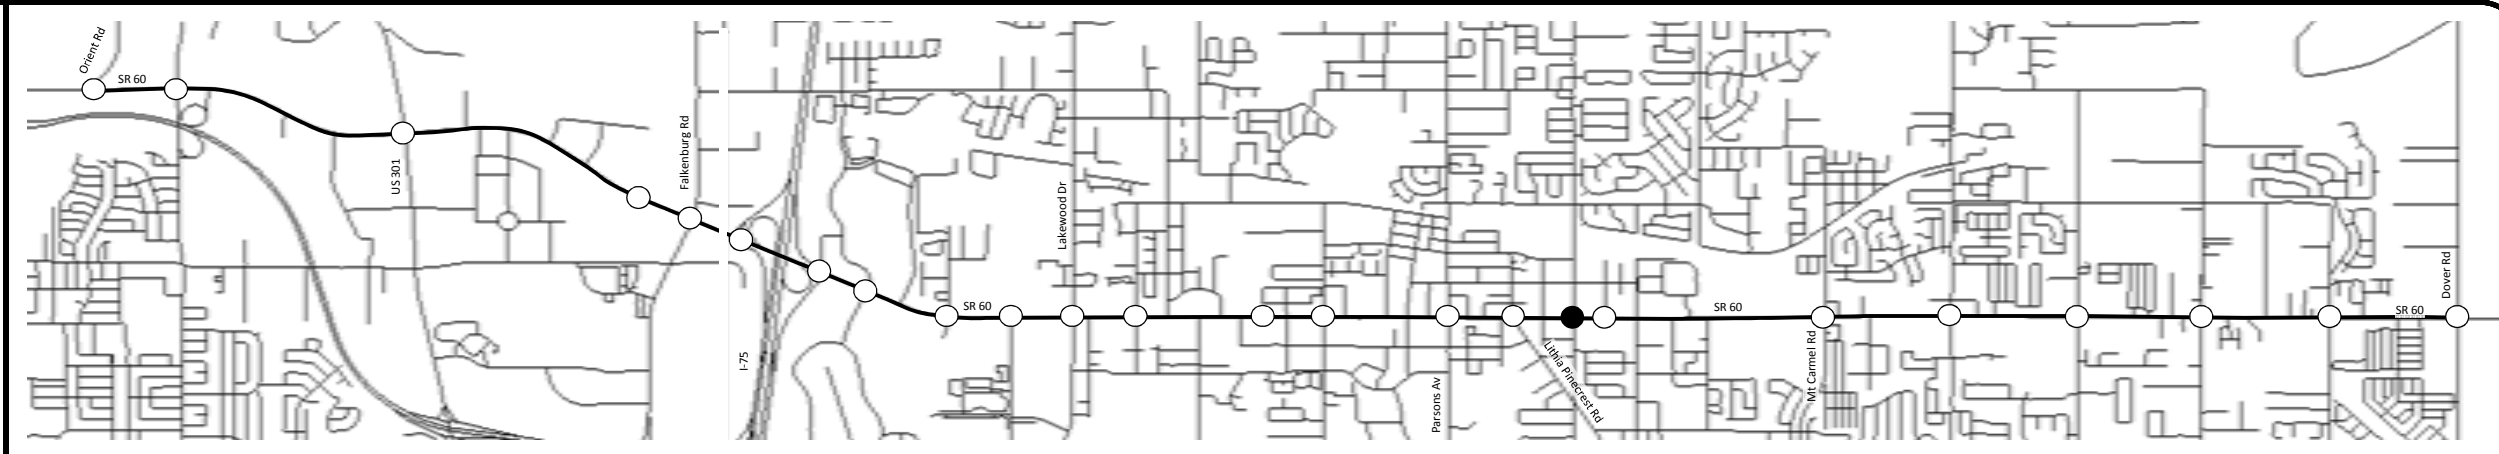 Orient Rd
SR 60
US 301
Falkenburg Rd
I-75
SR 60
Lakewood Dr
Parsons Av
Lithia Pinecrest Rd
SR 60
Mt Carmel Rd
SR 60
Dover Rd